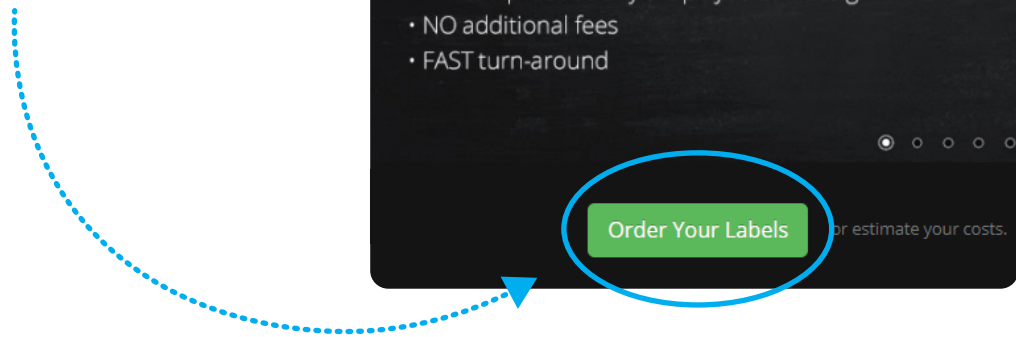 • NO additional fees
• FAST turn-around
Order Your Labels
or estimate your costs.